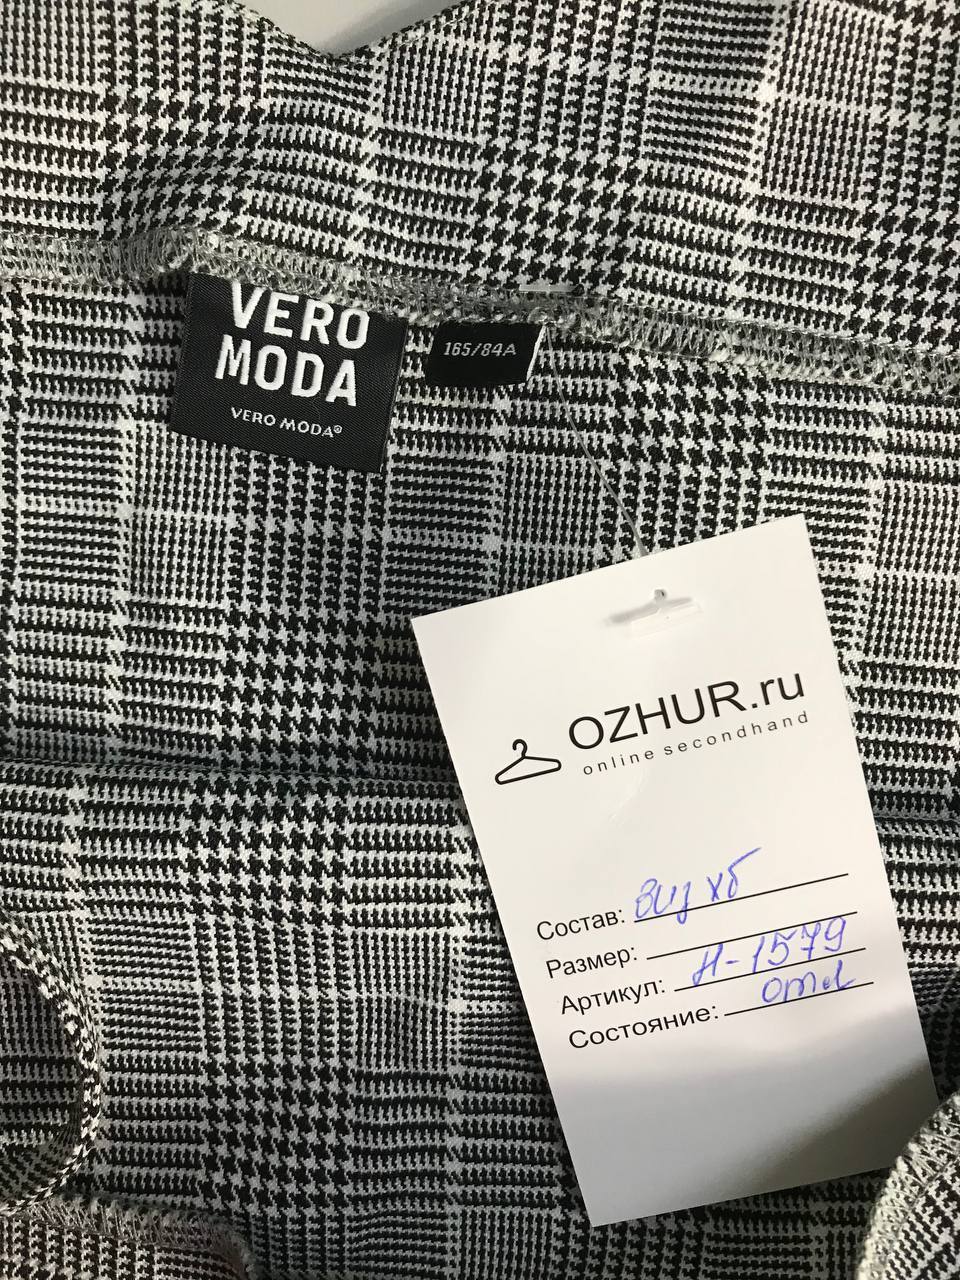 VERO
MODA
VERO MODA®
165/84A
OZHUR.ru
online secondhand
Состав: виз хб
Размер:
Артикул: Н-1579
Состояние: отл